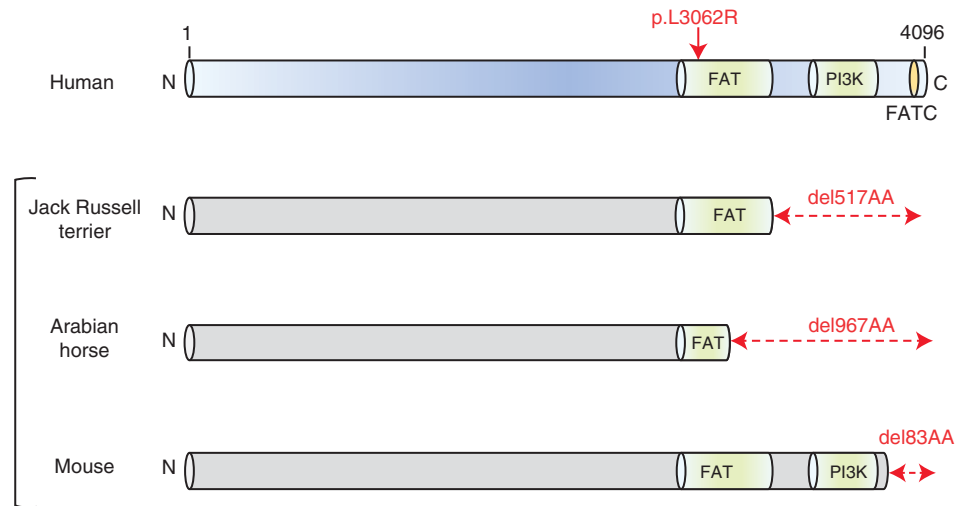 p.L3062R
1
4096
Human
N
FAT
PI3K
C
FATC
Jack Russell
terrier
N
FAT
del517AA
Arabian
horse
N
FAT
del967AA
del83AA
Mouse
N
FAT
PI3K